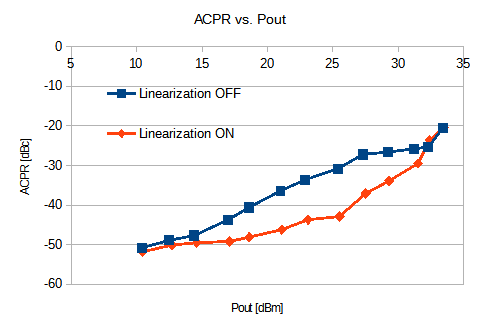 ACPR vs. Pout
0
5 10 15 20 25 30 35
-10
Linearization OFF
-20
Linearization ON
-30
-40
-50
-60
ACPR [dBc]
Pout [dBm]